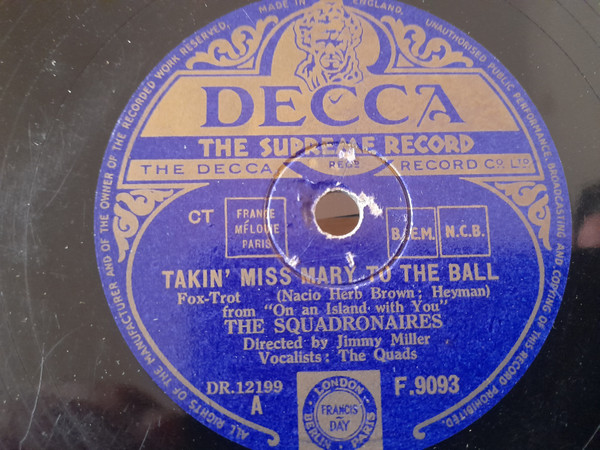 MADE IN ENGLAND.
ALL RIGHTS OF THE MANUFACTURER AND OF THE OWNER OF THE RECORDED WORK RESERVED.
UNAUTHORISED PUBLIC PERFORMANCE, BROADCASTING AND COPYING OF THIS RECORD PROHIBITED.
DECCA
THE SUPREME RECORD
THE DECCA RECORD Co. LTD
CT
FRANCE
MÉLODIE
PARIS
B.I.E.M.
N.C.B.
TAKIN' MISS MARY TO THE BALL
Fox-Trot (Nacio Herb Brown; Heyman)
from "On an Island with You"
THE SQUADRONAIRES
Directed by Jimmy Miller
Vocalists: The Quads
DR.12199
A
F.9093
LONDON
FRANCIS
DAY
BERLIN • PARIS